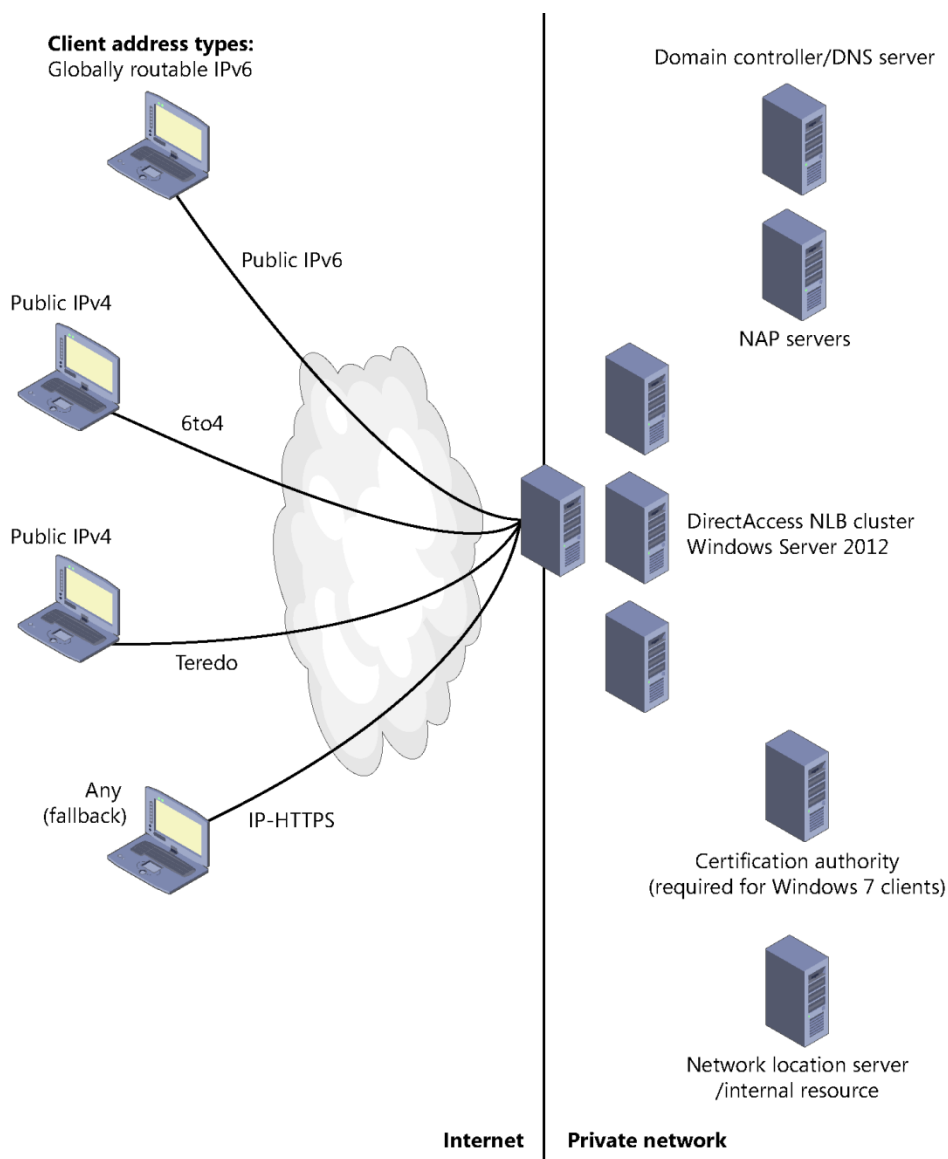 Client address types:
Globally routable IPv6
Domain controller/DNS server
Public IPv6
Public IPv4
NAP servers
6to4
DirectAccess NLB cluster
Windows Server 2012
Public IPv4
Teredo
Any
(fallback)
IP-HTTPS
Certification authority
(required for Windows 7 clients)
Network location server
/internal resource
Internet
Private network